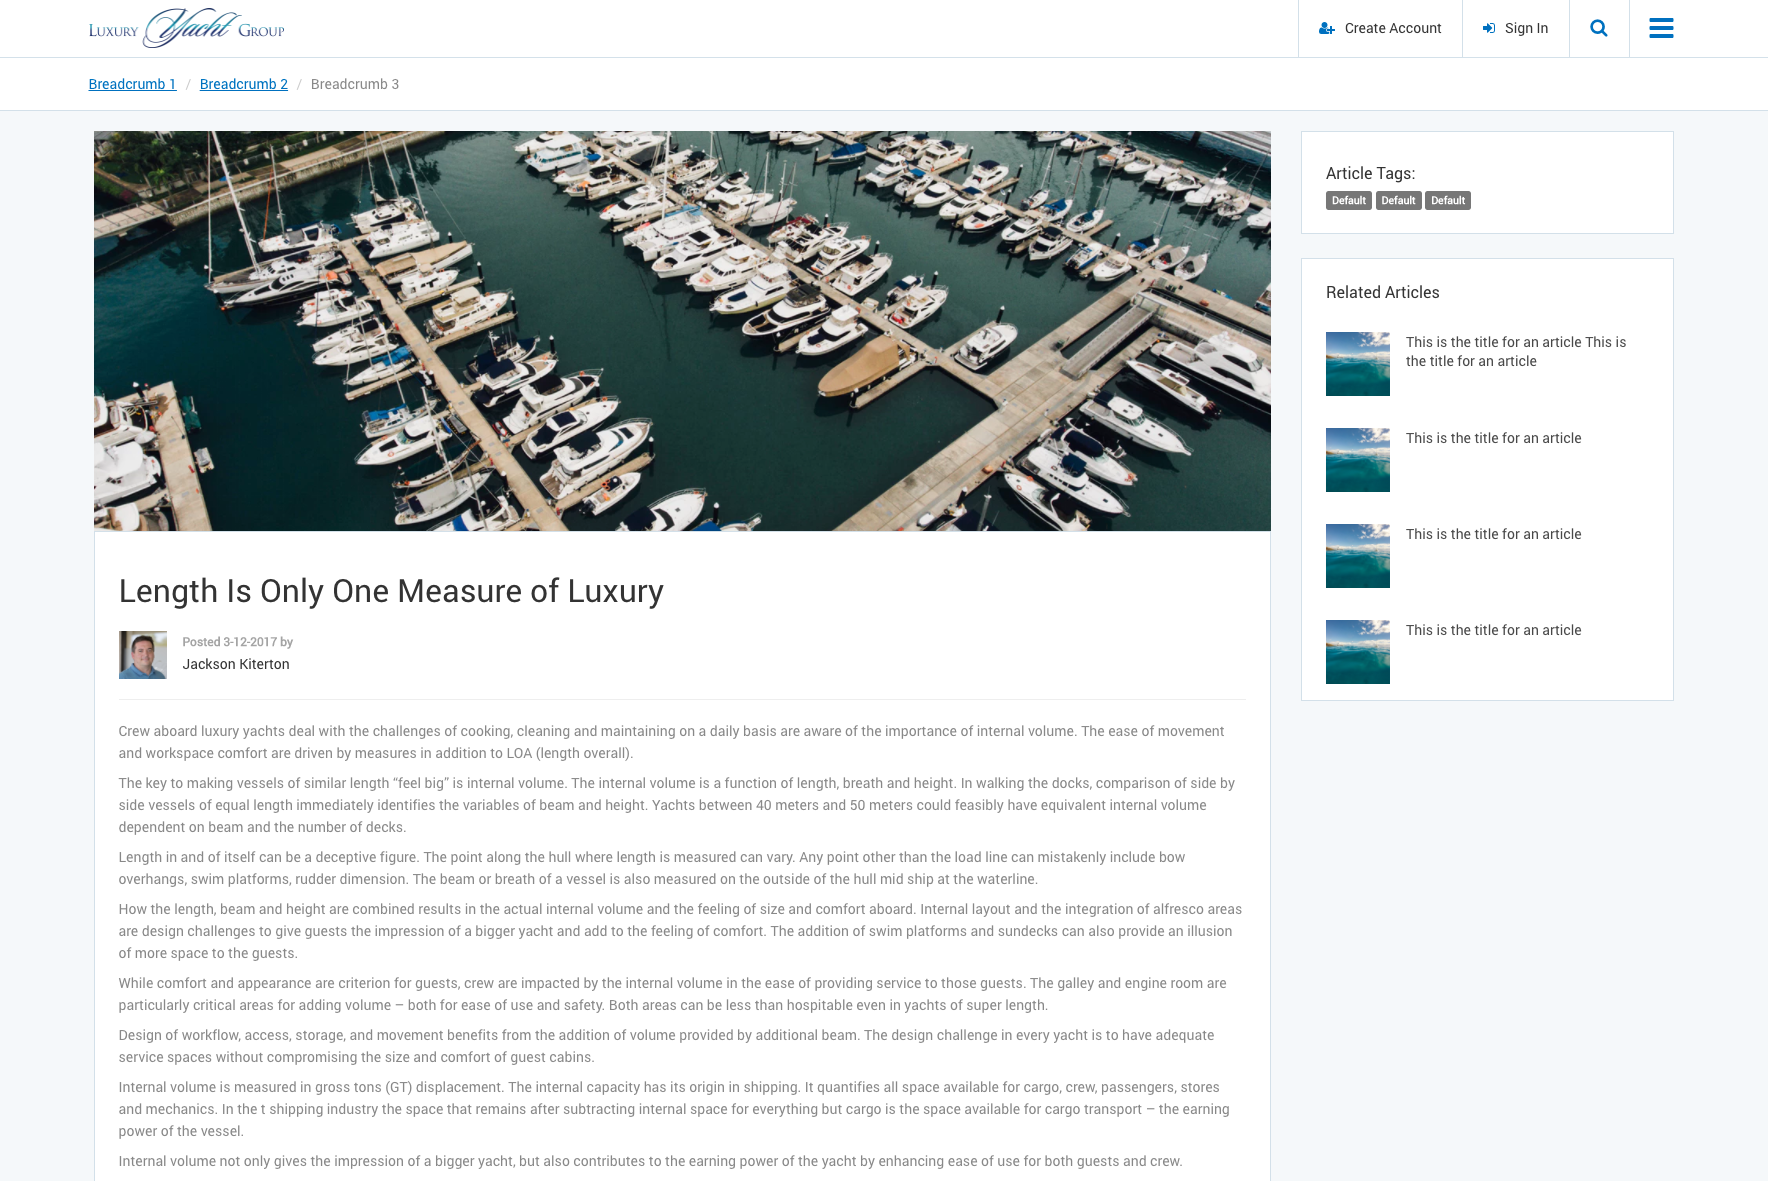 Luxury Yacht Group
Create Account
Sign In
Breadcrumb 1 / Breadcrumb 2 / Breadcrumb 3
Article Tags:
Default Default Default
Related Articles
This is the title for an article This is
the title for an article
This is the title for an article
This is the title for an article
This is the title for an article
Length Is Only One Measure of Luxury
Posted 3-12-2017 by
Jackson Kiterton
Crew aboard luxury yachts deal with the challenges of cooking, cleaning and maintaining on a daily basis are aware of the importance of internal volume. The ease of movement
and workspace comfort are driven by measures in addition to LOA (length overall).
The key to making vessels of similar length “feel big” is internal volume. The internal volume is a function of length, breath and height. In walking the docks, comparison of side by
side vessels of equal length immediately identifies the variables of beam and height. Yachts between 40 meters and 50 meters could feasibly have equivalent internal volume
dependent on beam and the number of decks.
Length in and of itself can be a deceptive figure. The point along the hull where length is measured can vary. Any point other than the load line can mistakenly include bow
overhangs, swim platforms, rudder dimension. The beam or breath of a vessel is also measured on the outside of the hull mid ship at the waterline.
How the length, beam and height are combined results in the actual internal volume and the feeling of size and comfort aboard. Internal layout and the integration of alfresco areas
are design challenges to give guests the impression of a bigger yacht and add to the feeling of comfort. The addition of swim platforms and sundecks can also provide an illusion
of more space to the guests.
While comfort and appearance are criterion for guests, crew are impacted by the internal volume in the ease of providing service to those guests. The galley and engine room are
particularly critical areas for adding volume – both for ease of use and safety. Both areas can be less than hospitable even in yachts of super length.
Design of workflow, access, storage, and movement benefits from the addition of volume provided by additional beam. The design challenge in every yacht is to have adequate
service spaces without compromising the size and comfort of guest cabins.
Internal volume is measured in gross tons (GT) displacement. The internal capacity has its origin in shipping. It quantifies all space available for cargo, crew, passengers, stores
and mechanics. In the t shipping industry the space that remains after subtracting internal space for everything but cargo is the space available for cargo transport – the earning
power of the vessel.
Internal volume not only gives the impression of a bigger yacht, but also contributes to the earning power of the yacht by enhancing ease of use for both guests and crew.